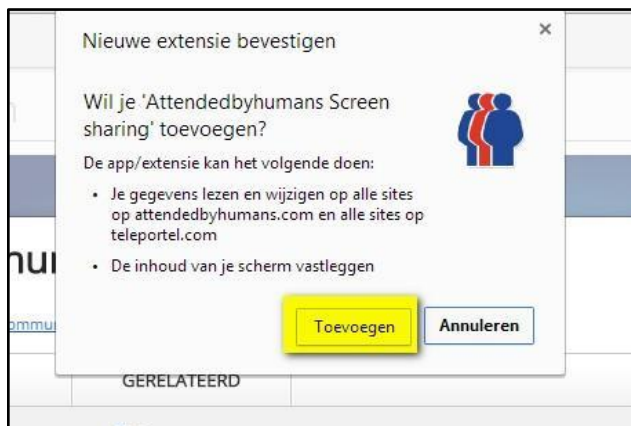 Nieuwe extensie bevestigen
Wil je 'Attendedbyhumans Screen
sharing' toevoegen?
De app/extensie kan het volgende doen:
• Je gegevens lezen en wijzigen op alle sites
op attendedbyhumans.com en alle sites op
teleportel.com
• De inhoud van je scherm vastleggen
Toevoegen
Annuleren
GERELATEERD